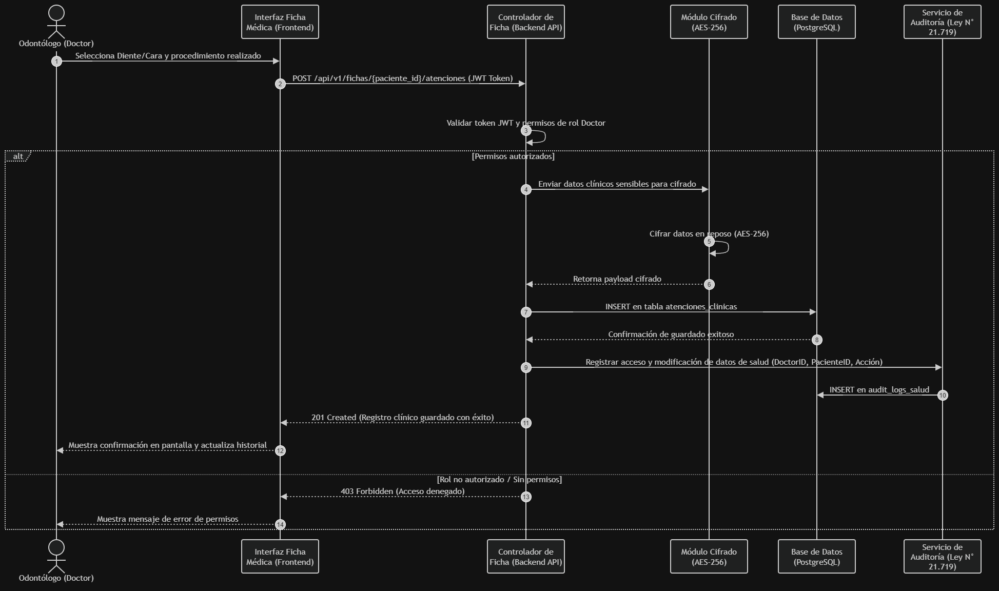 Odontólogo (Doctor)
Interfaz Ficha
Médica (Frontend)
Controlador de
Ficha (Backend API)
Módulo Cifrado
(AES-256)
Base de Datos
(PostgreSQL)
Servicio de
Auditoría (Ley N°
21.719)
1
Selecciona Diente/Cara y procedimiento realizado
2
POST /api/v1/fichas/{paciente_id}/atenciones (JWT Token)
Validar token JWT y permisos de rol Doctor
3
alt
[Permisos autorizados]
Enviar datos clínicos sensibles para cifrado
4
Cifrar datos en reposo (AES-256)
5
Retorna payload cifrado
6
INSERT en tabla atenciones_clinicas
7
Confirmación de guardado exitoso
8
Registrar acceso y modificación de datos de salud (DoctorID, PacienteID, Acción)
9
INSERT en audit_logs_salud
10
201 Created (Registro clínico guardado con éxito)
11
Muestra confirmación en pantalla y actualiza historial
12
[Rol no autorizado / Sin permisos]
403 Forbidden (Acceso denegado)
13
Muestra mensaje de error de permisos
14
Odontólogo (Doctor)
Interfaz Ficha
Médica (Frontend)
Controlador de
Ficha (Backend API)
Módulo Cifrado
(AES-256)
Base de Datos
(PostgreSQL)
Servicio de
Auditoría (Ley N°
21.719)